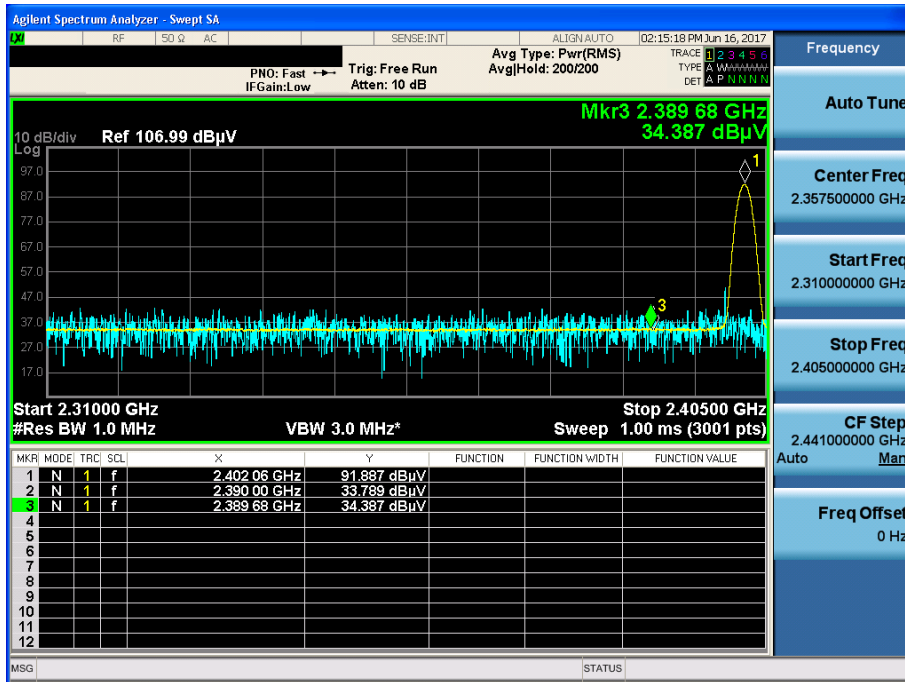 Agilent Spectrum Analyzer - Swept SA
LXI RF 50 Ω AC SENSE:INT ALIGN AUTO 02:15:18 PM Jun 16, 2017
Frequency
PNO: Fast Trig: Free Run Avg Type: Pwr(RMS) TRACE 1 2 3 4 5 6
IFGain:Low Atten: 10 dB Avg|Hold: 200/200 TYPE A WWWWW
DET A P N N N N
Auto Tune
Mkr3 2.389 68 GHz
34.387 dBµV
10 dB/div Ref 106.99 dBµV
Log
97.0
87.0
77.0
67.0
57.0
47.0
37.0
27.0
17.0
1
3
Center Freq
2.357500000 GHz
Start Freq
2.310000000 GHz
Stop Freq
2.405000000 GHz
Start 2.31000 GHz Stop 2.40500 GHz
#Res BW 1.0 MHz VBW 3.0 MHz* Sweep 1.00 ms (3001 pts)
CF Step
2.441000000 GHz
Auto Man
MKR MODE TRC SCL X Y FUNCTION FUNCTION WIDTH FUNCTION VALUE
1 N 1 f 2.402 06 GHz 91.887 dBµV
2 N 1 f 2.390 00 GHz 33.789 dBµV
3 N 1 f 2.389 68 GHz 34.387 dBµV
4
5
6
7
8
9
10
11
12
Freq Offset
0 Hz
MSG STATUS